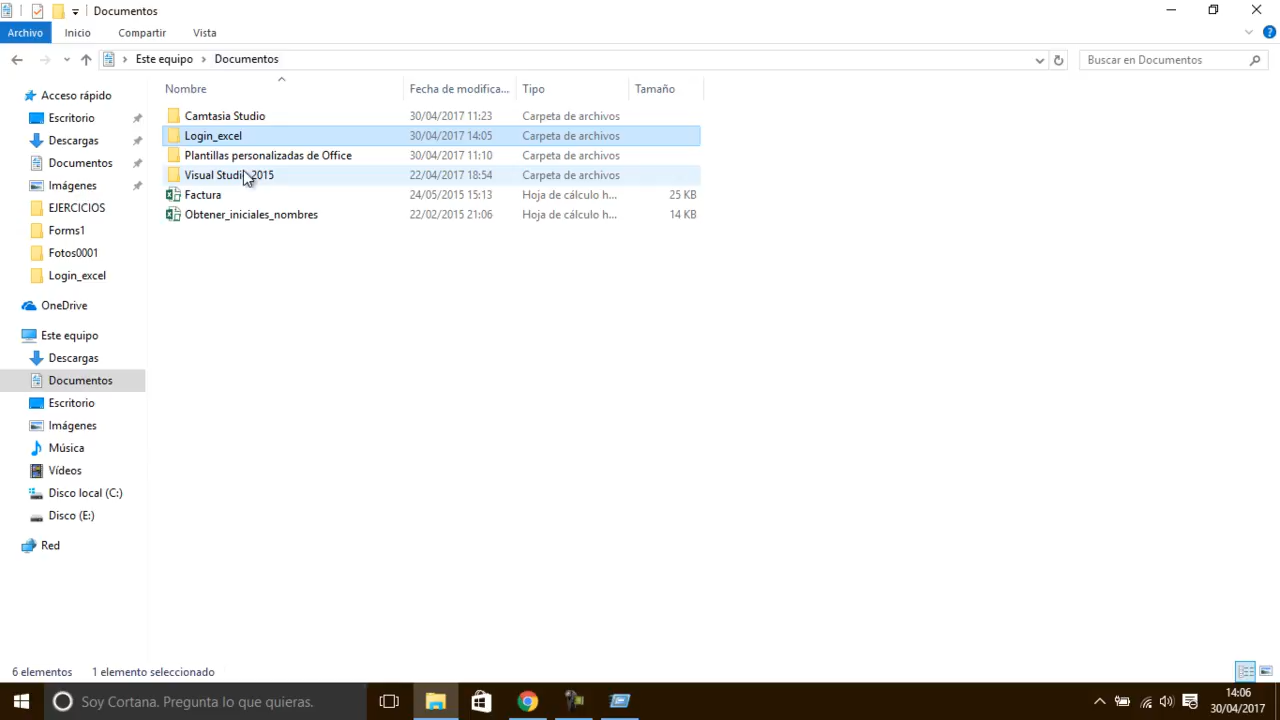 Documentos
Archivo Inicio Compartir Vista
Este equipo Documentos Buscar en Documentos
Nombre Fecha de modifica... Tipo Tamaño
Acceso rápido
Escritorio
Descargas
Documentos
Imágenes
EJERCICIOS
Forms1
Fotos0001
Login_excel
OneDrive
Este equipo
Descargas
Documentos
Escritorio
Imágenes
Música
Vídeos
Disco local (C:)
Disco (E:)
Red
Camtasia Studio 30/04/2017 11:23 Carpeta de archivos
Login_excel 30/04/2017 14:05 Carpeta de archivos
Plantillas personalizadas de Office 30/04/2017 11:10 Carpeta de archivos
Visual Studio 2015 22/04/2017 18:54 Carpeta de archivos
Factura 24/05/2015 15:13 Hoja de cálculo h... 25 KB
Obtener_iniciales_nombres 22/02/2015 21:06 Hoja de cálculo h... 14 KB
6 elementos 1 elemento seleccionado
Soy Cortana. Pregunta lo que quieras.
14:06
30/04/2017